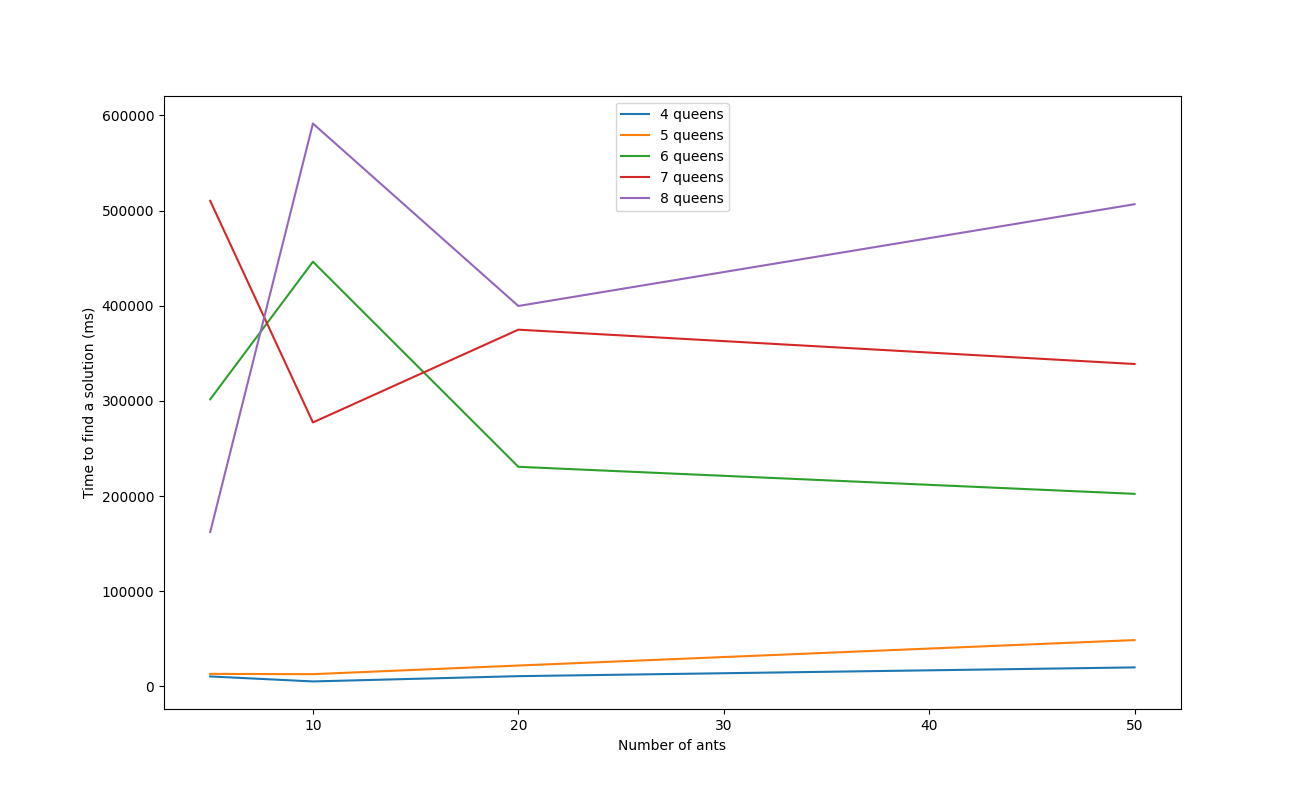 4 queens
5 queens
6 queens
7 queens
8 queens
600000
500000
400000
300000
200000
100000
0
Time to find a solution (ms)
10 20 30 40 50
Number of ants